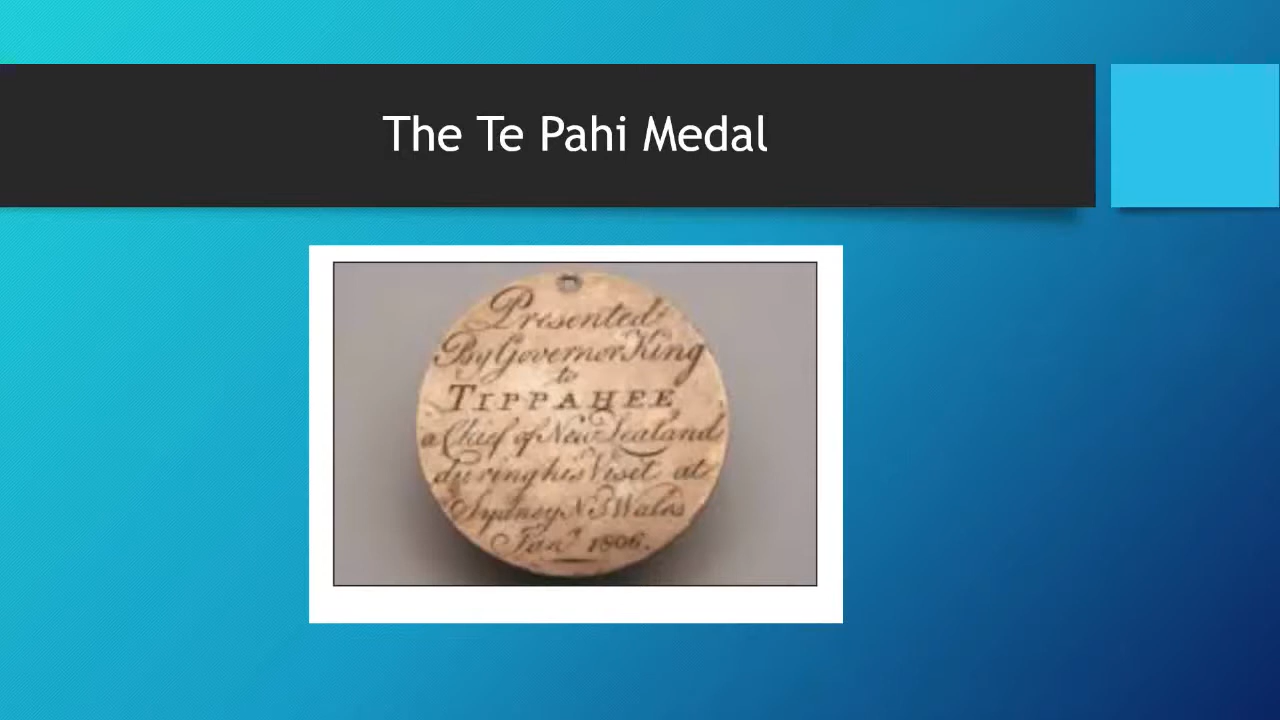 The Te Pahi Medal
Presented
By Governor King
to
TIPPAHEE
a Chief of New Zealand
during his Visit at
Sydney N S Wales
Jany 1806.